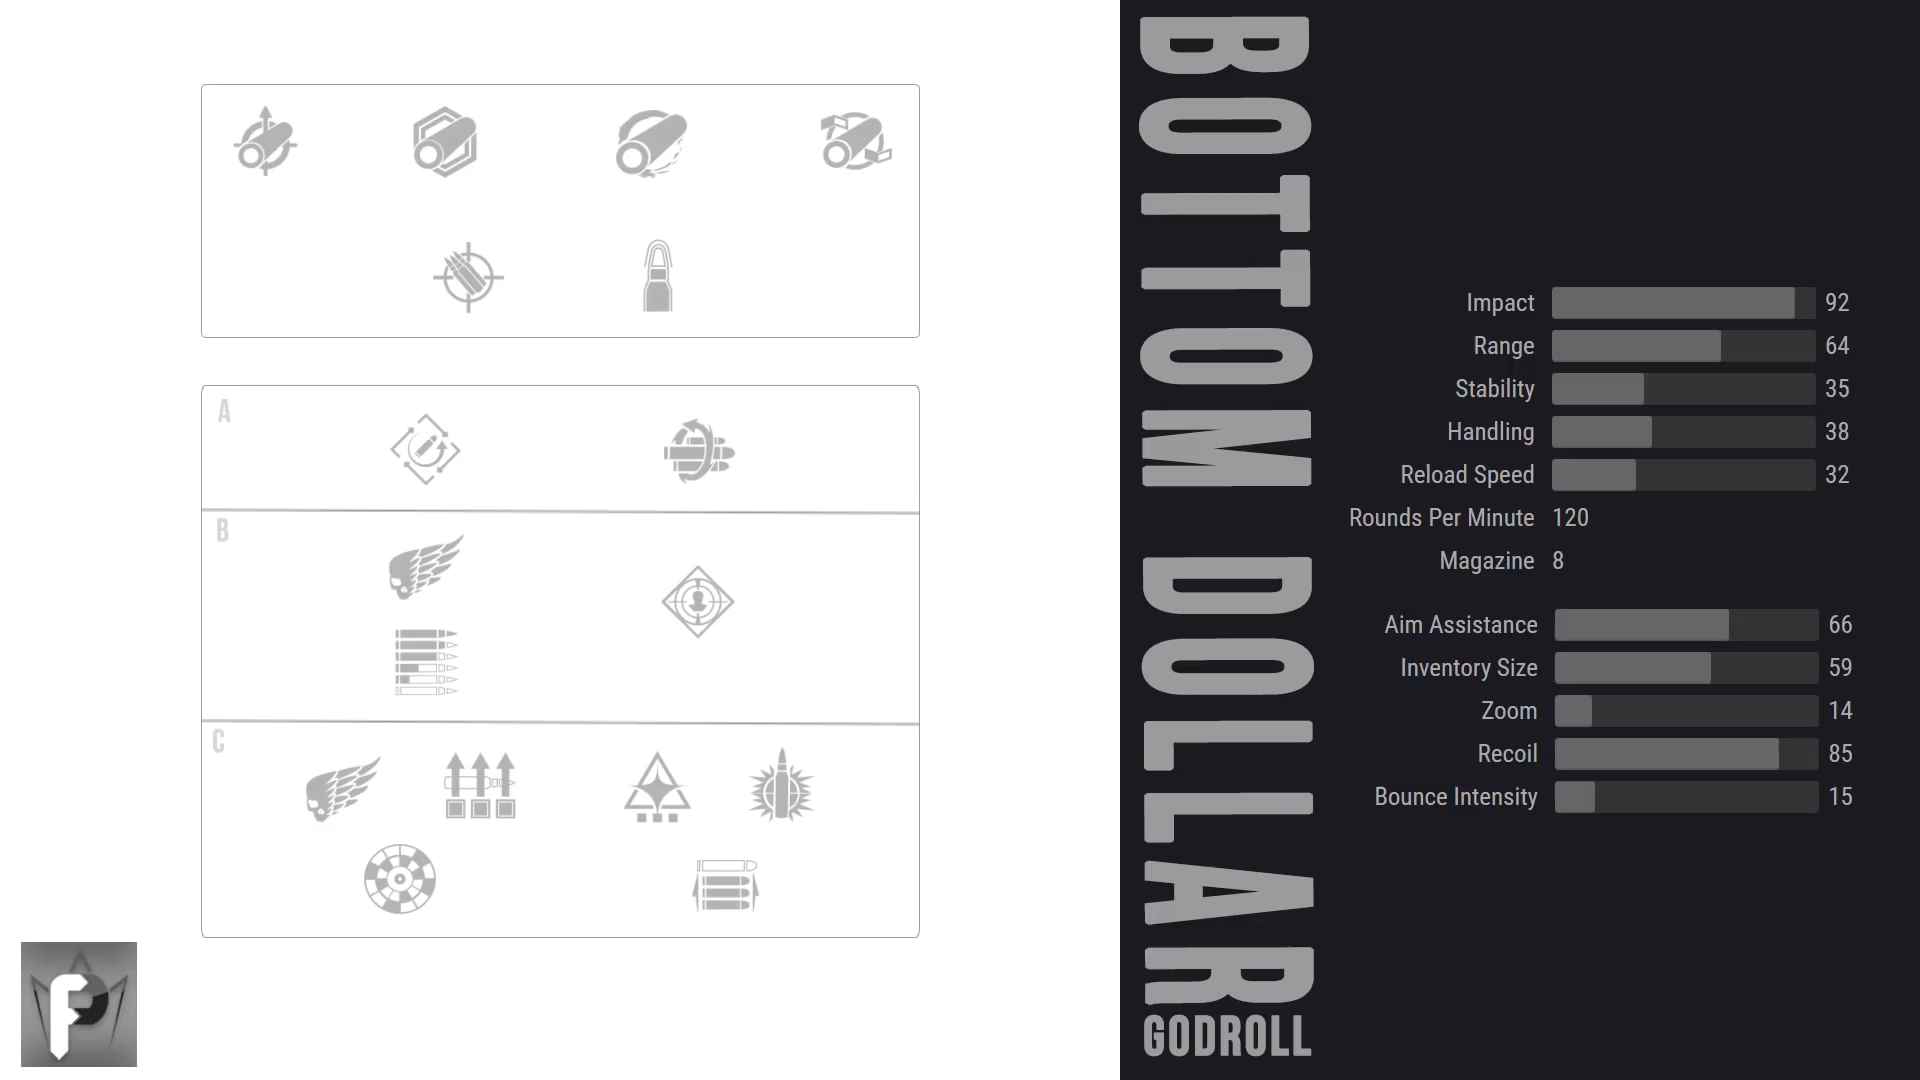 A
B
C
BOTTOM DOLLAR
GODROLL
Impact 92
Range 64
Stability 35
Handling 38
Reload Speed 32
Rounds Per Minute 120
Magazine 8
Aim Assistance 66
Inventory Size 59
Zoom 14
Recoil 85
Bounce Intensity 15